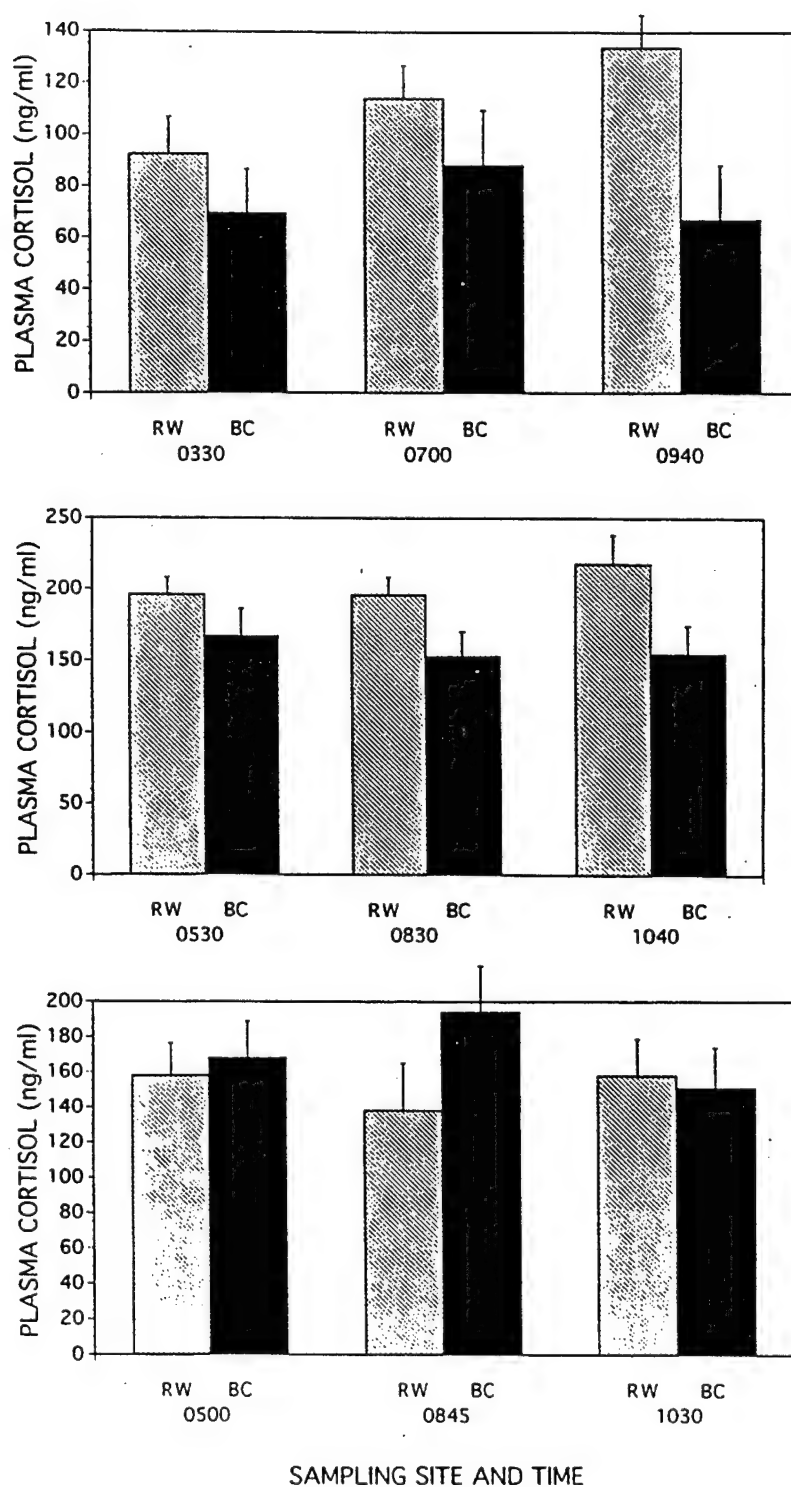 PLASMA CORTISOL (ng/ml)
140
120
100
80
60
40
20
0
RW BC RW BC RW BC
0330 0700 0940
PLASMA CORTISOL (ng/ml)
250
200
150
100
50
0
RW BC RW BC RW BC
0530 0830 1040
PLASMA CORTISOL (ng/ml)
200
180
160
140
120
100
80
60
40
20
0
RW BC RW BC RW BC
0500 0845 1030
SAMPLING SITE AND TIME